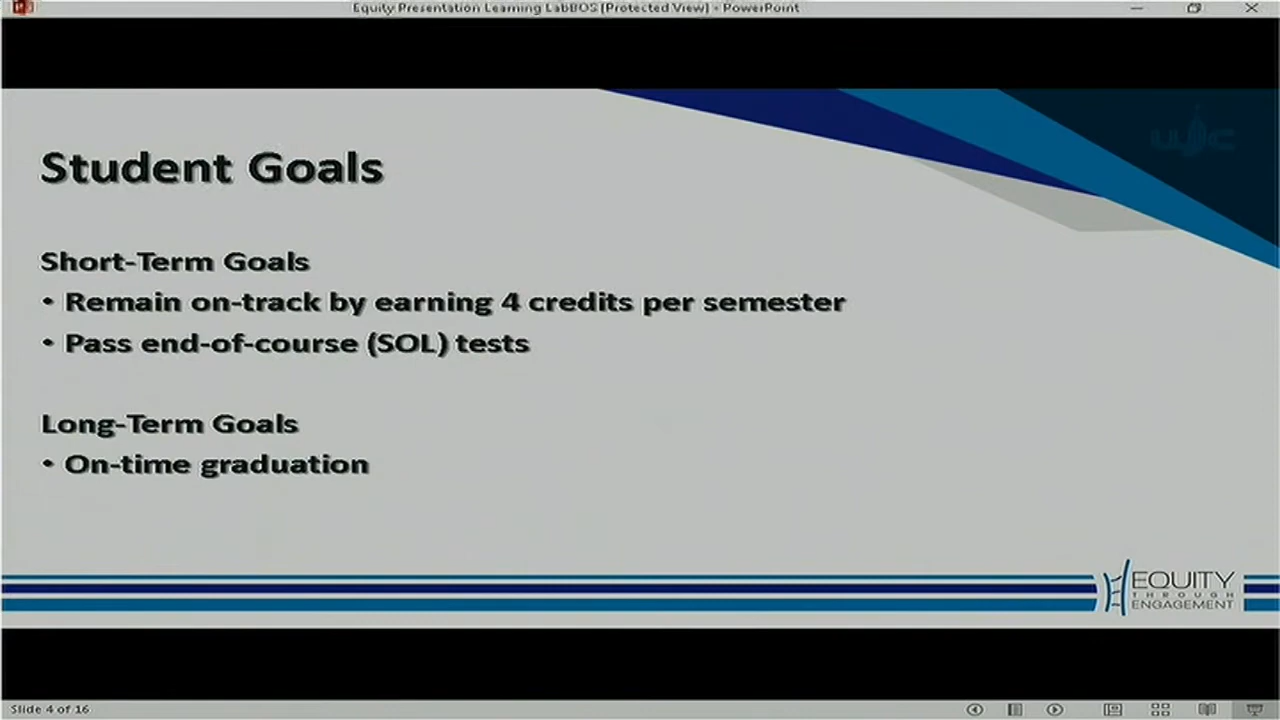 Equity Presentation Learning LabBOS [Protected View] - PowerPoint
wjc
Student Goals
Short-Term Goals
• Remain on-track by earning 4 credits per semester
• Pass end-of-course (SOL) tests
Long-Term Goals
• On-time graduation
EQUITY
THROUGH
ENGAGEMENT
Slide 4 of 16